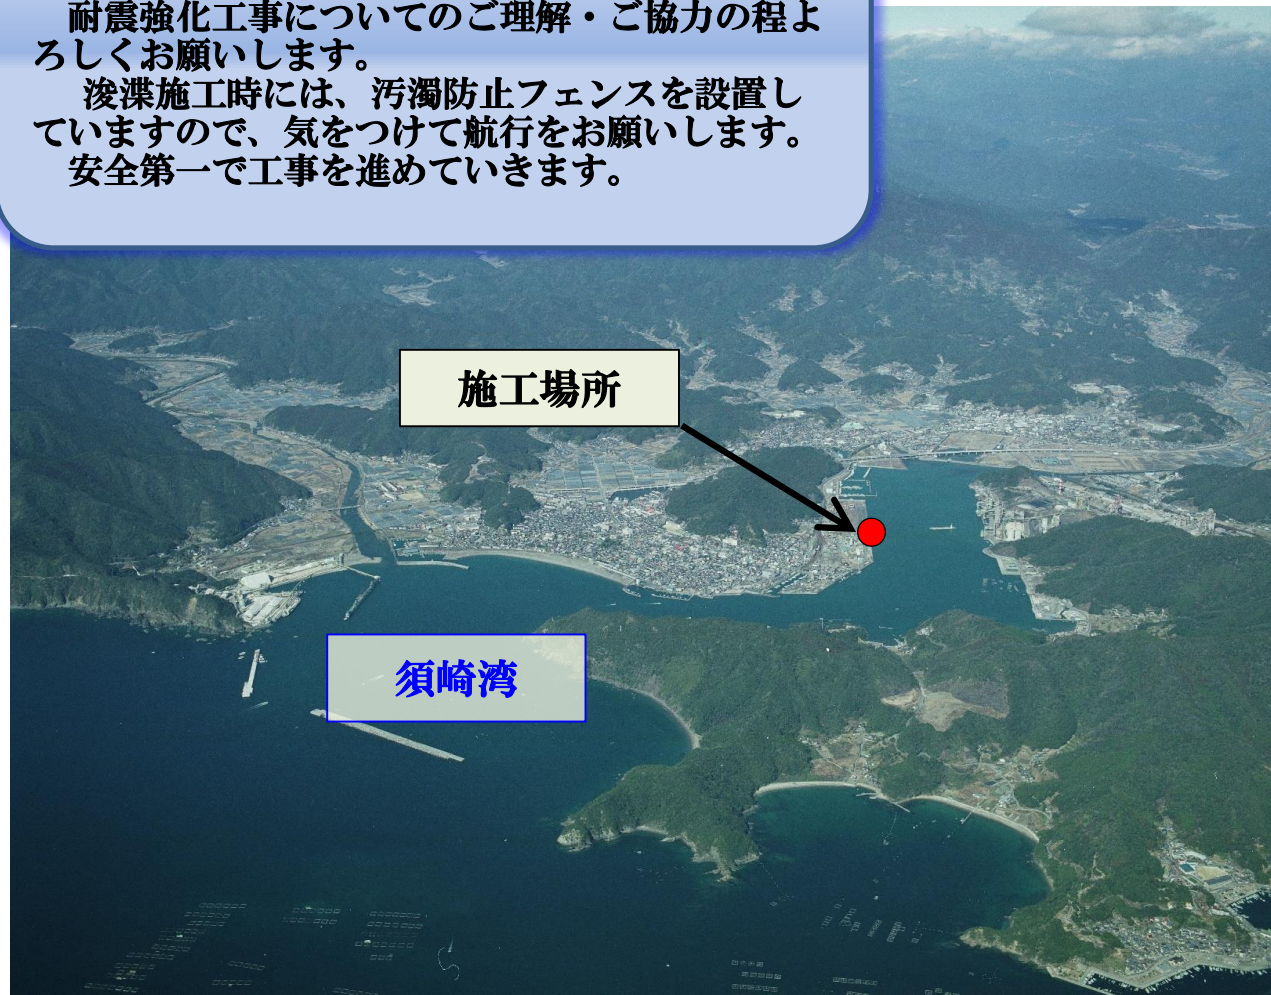 耐震強化工事についてのご理解・ご協力の程よ
ろしくお願いします。
浚渫施工時には、汚濁防止フェンスを設置し
ていますので、気をつけて航行をお願いします。
安全第一で工事を進めていきます。
施工場所
須崎湾